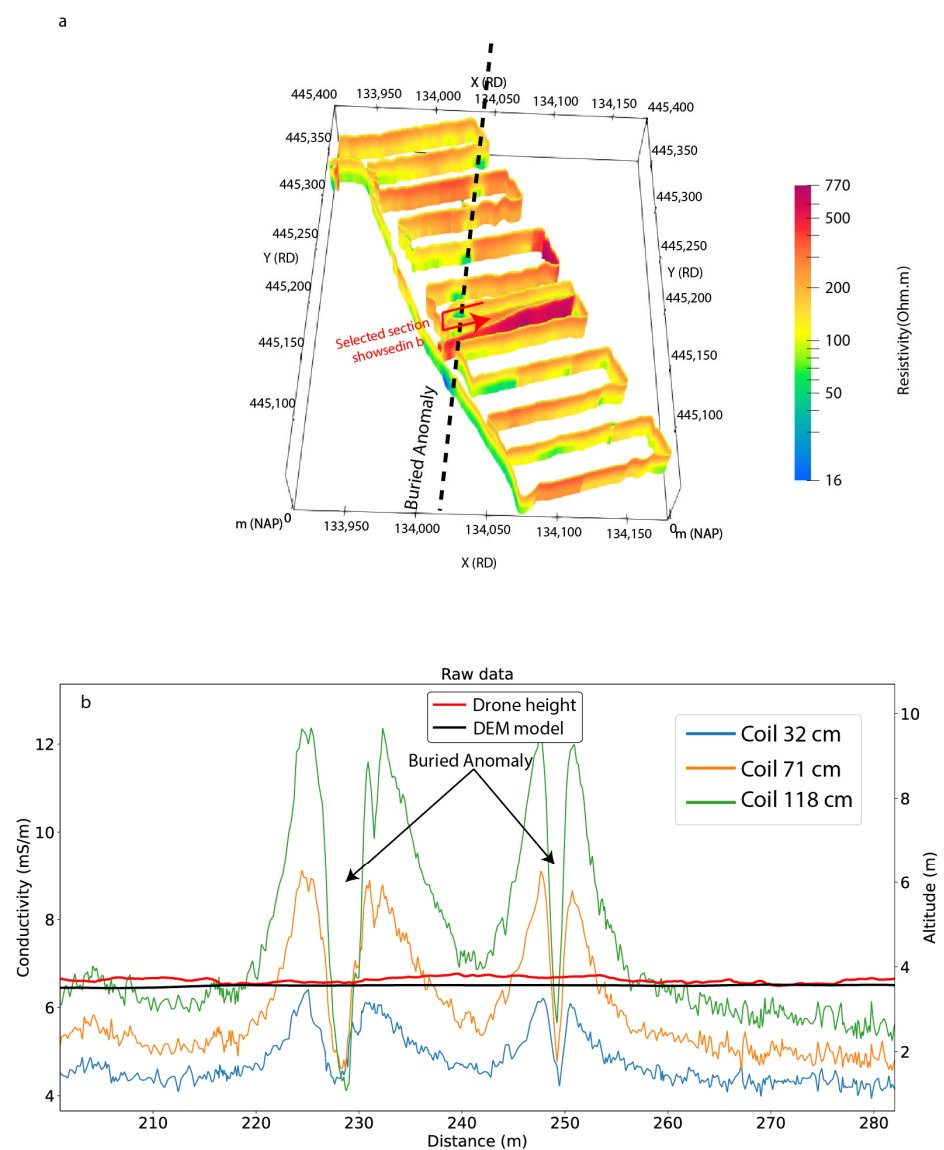 a
X (RD)
445,400 133,950 134,000 134,050 134,100 134,150 445,400
445,350 445,350
445,300 445,300
445,250 445,250
Y (RD) Y (RD)
445,200 445,200
445,150 445,150
445,100 445,100
Selected section
showsedin b
Buried Anomaly
m (NAP) 0 0 m (NAP)
133,950 134,000 134,050 134,100 134,150
X (RD)
770
500
200
100
50
16
Resistivity(Ohm.m)
Raw data
b
Drone height
DEM model
Buried Anomaly
Coil 32 cm
Coil 71 cm
Coil 118 cm
12
10
8
6
4
Conductivity (mS/m)
10
8
6
4
2
Altitude (m)
210 220 230 240 250 260 270 280
Distance (m)